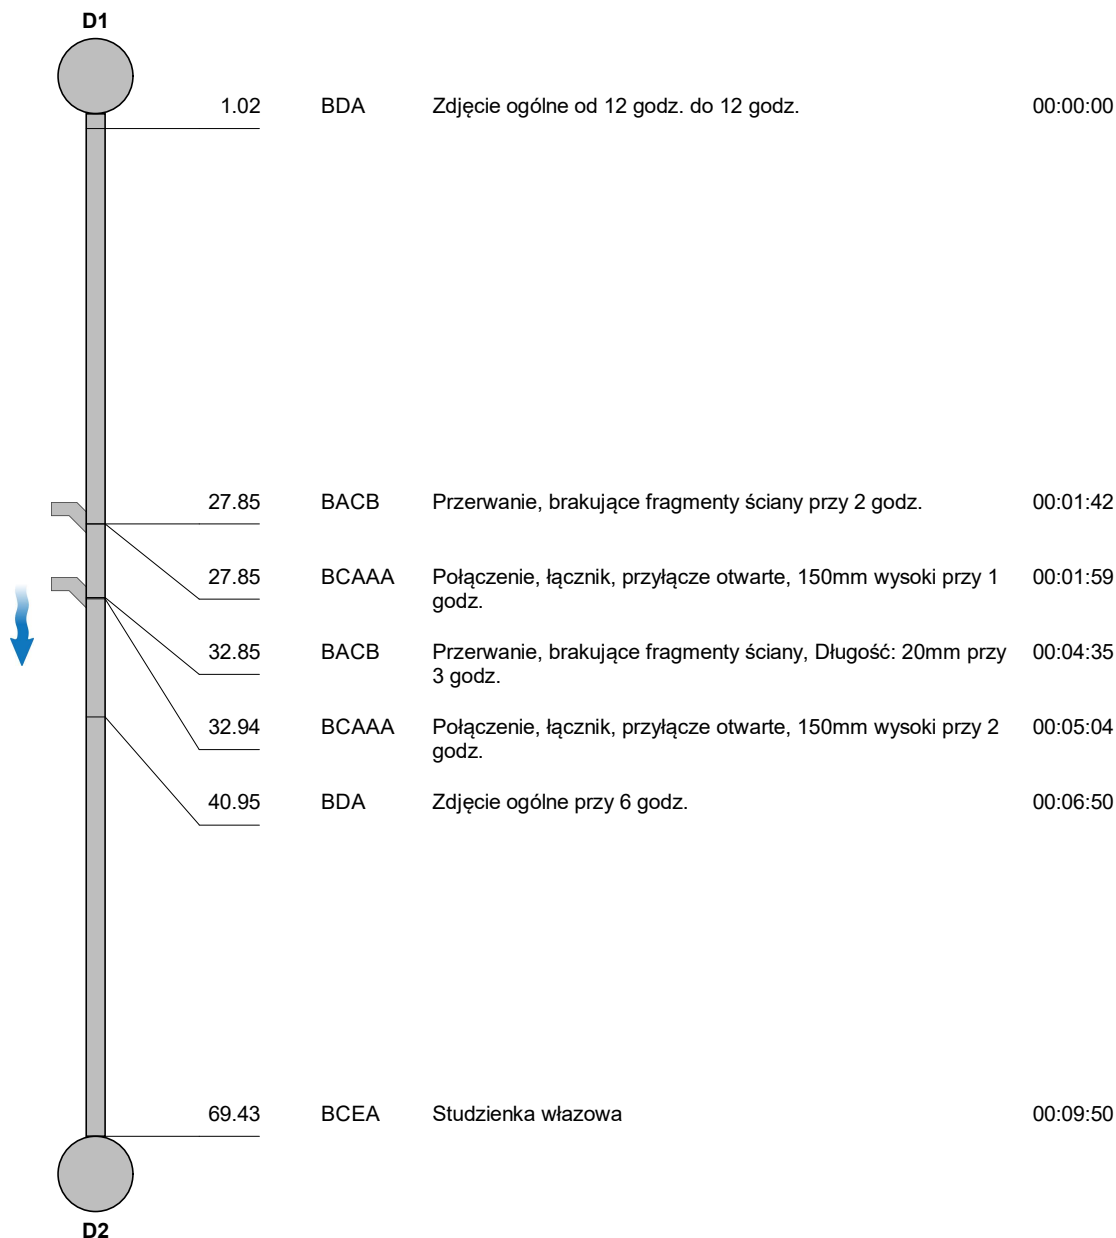 D1
1.02 BDA Zdjęcie ogólne od 12 godz. do 12 godz. 00:00:00
27.85 BACB Przerwanie, brakujące fragmenty ściany przy 2 godz. 00:01:42
27.85 BCAAA Połączenie, łącznik, przyłącze otwarte, 150mm wysoki przy 1 00:01:59
godz.
32.85 BACB Przerwanie, brakujące fragmenty ściany, Długość: 20mm przy 00:04:35
3 godz.
32.94 BCAAA Połączenie, łącznik, przyłącze otwarte, 150mm wysoki przy 2 00:05:04
godz.
40.95 BDA Zdjęcie ogólne przy 6 godz. 00:06:50
69.43 BCEA Studzienka włazowa 00:09:50
D2